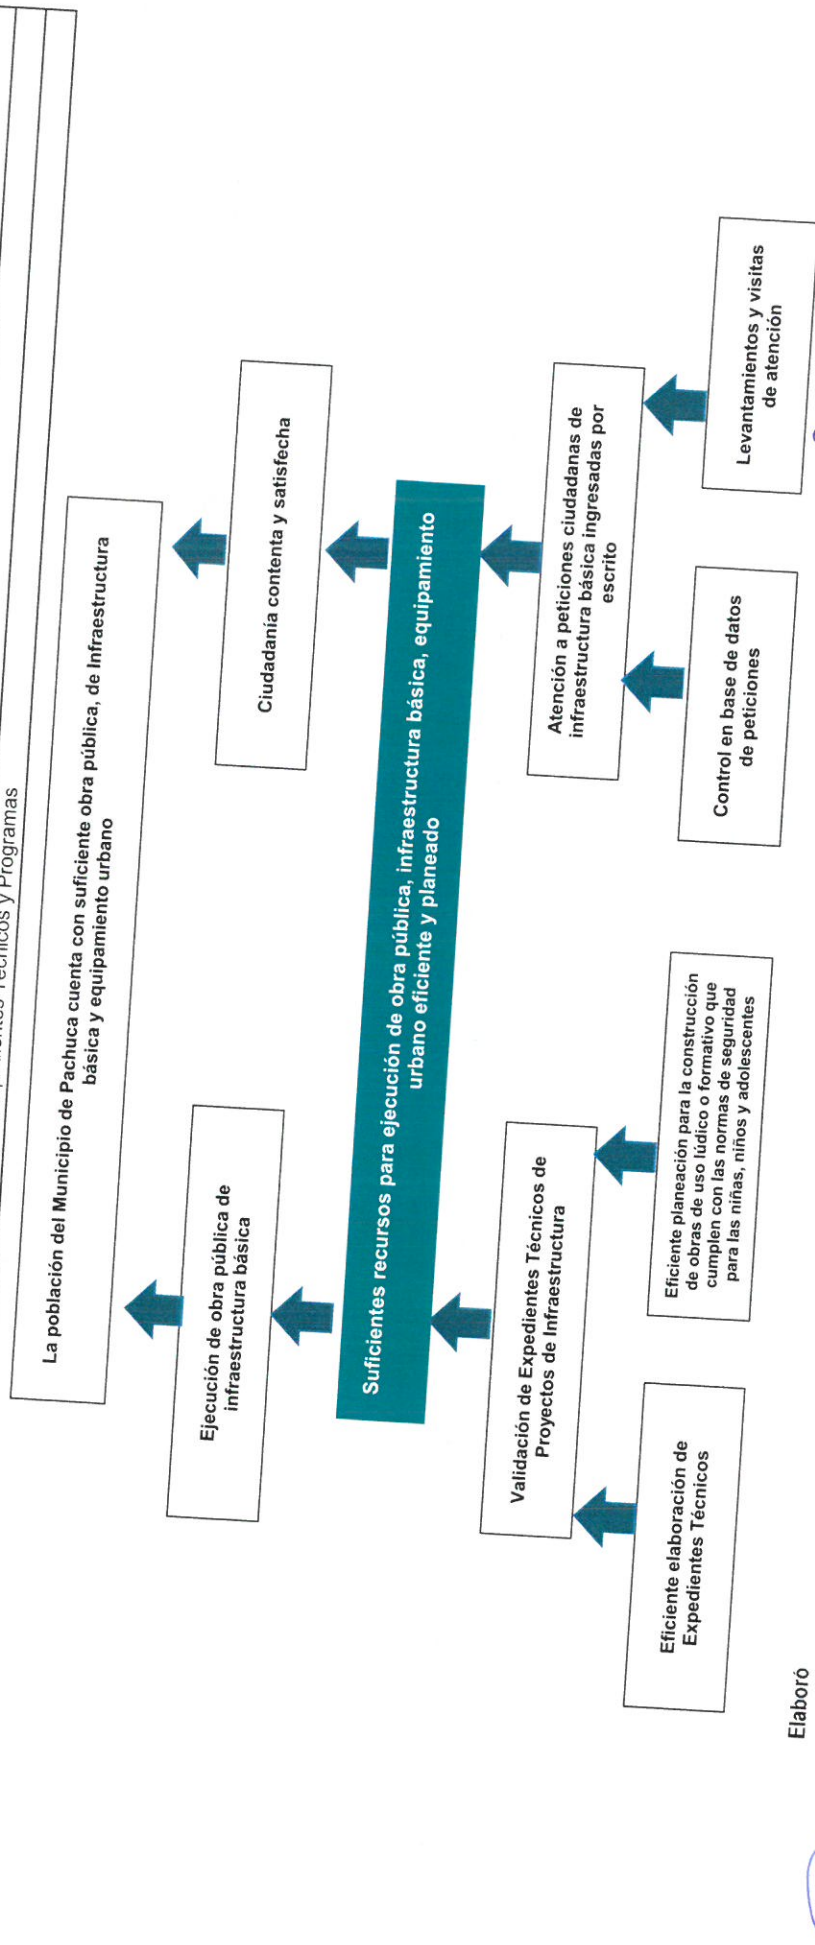 Técnicos y Programas
La población del Municipio de Pachuca cuenta con suficiente obra pública, de Infraestructura
básica y equipamiento urbano
Ejecución de obra pública de
infraestructura básica
Ciudadanía contenta y satisfecha
Suficientes recursos para ejecución de obra pública, infraestructura básica, equipamiento
urbano eficiente y planeado
Validación de Expedientes Técnicos de
Proyectos de Infraestructura
Atención a peticiones ciudadanas de
infraestructura básica ingresadas por
escrito
Eficiente elaboración de
Expedientes Técnicos
Eficiente planeación para la construcción
de obras de uso lúdico o formativo que
cumplen con las normas de seguridad
para las niñas, niños y adolescentes
Control en base de datos
de peticiones
Levantamientos y visitas
de atención
Elaboró